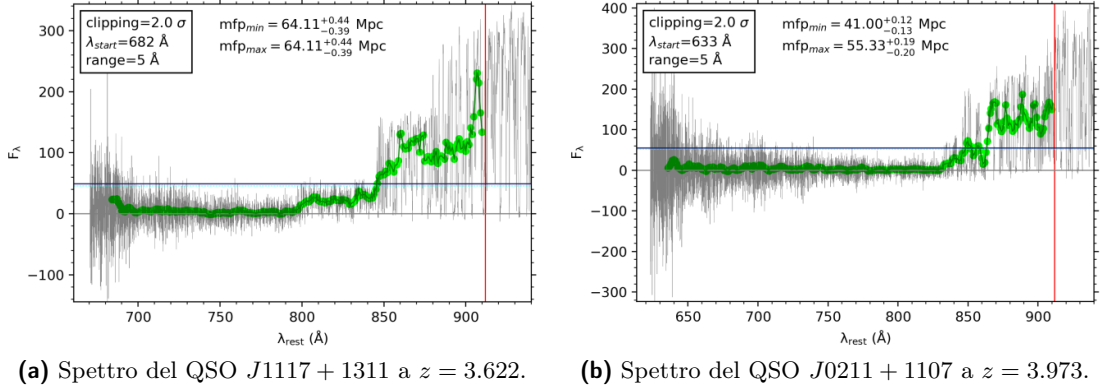 clipping=2.0 σ
λstart=682 Å
range=5 Å
mfpmin = 64.11+0.44−0.39 Mpc
mfpmax = 64.11+0.44−0.39 Mpc
300
200
100
0
−100
Fλ
700
750
800
850
900
λrest (Å)
(a) Spettro del QSO J1117 + 1311 a z = 3.622.
clipping=2.0 σ
λstart=633 Å
range=5 Å
mfpmin = 41.00+0.12−0.13 Mpc
mfpmax = 55.33+0.19−0.20 Mpc
400
300
200
100
0
−100
−200
−300
Fλ
650
700
750
800
850
900
λrest (Å)
(b) Spettro del QSO J0211 + 1107 a z = 3.973.